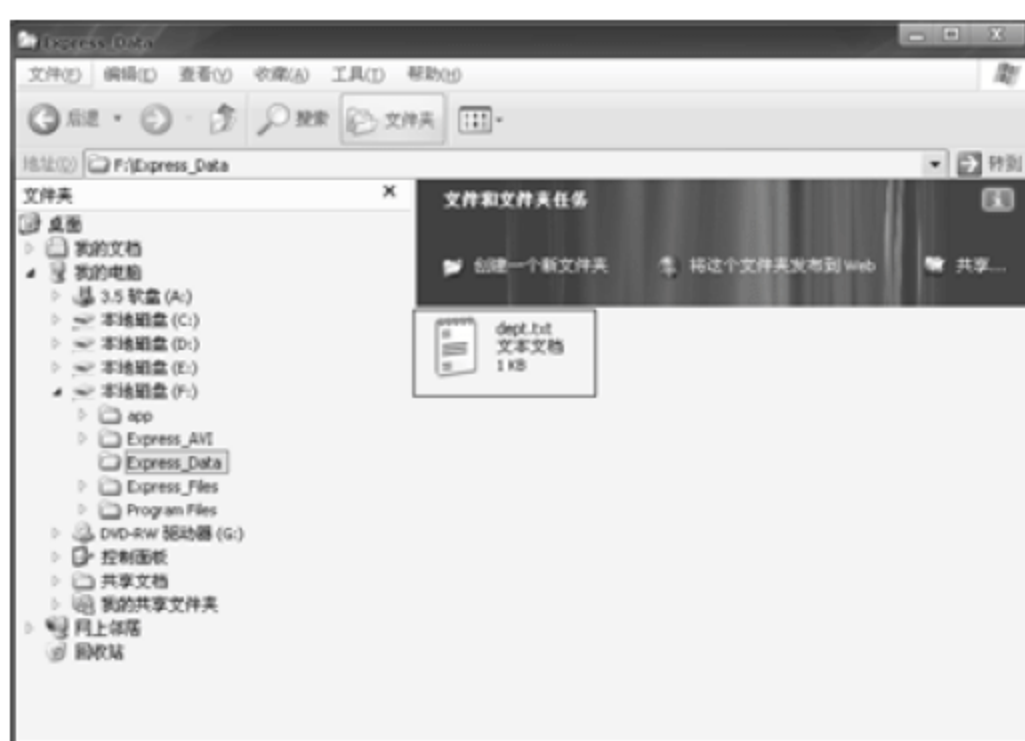 Express_Data
文件(F) 编辑(E) 查看(V) 收藏(A) 工具(T) 帮助(H)
后退 搜索 文件夹
地址(D) F:\Express_Data 转到
文件夹 X
桌面
我的文档
我的电脑
3.5 软盘 (A:)
本地磁盘 (C:)
本地磁盘 (D:)
本地磁盘 (E:)
本地磁盘 (F:)
app
Express_AVI
Express_Data
Express_Files
Program Files
DVD-RW 驱动器 (G:)
控制面板
共享文档
我的共享文件夹
网上邻居
回收站
文件和文件夹任务
创建一个新文件夹 将这个文件夹发布到 Web 共享...
dept.txt
文本文档
1 KB